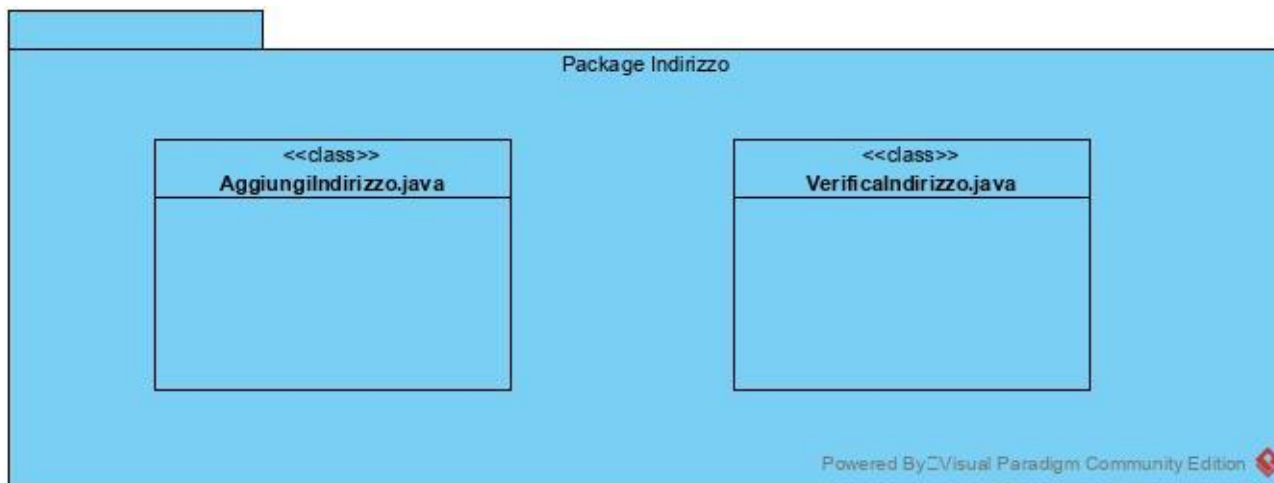 Package Indirizzo
<<class>>
AggiungiIndirizzo.java
<<class>>
VerificaIndirizzo.java
Powered By Visual Paradigm Community Edition